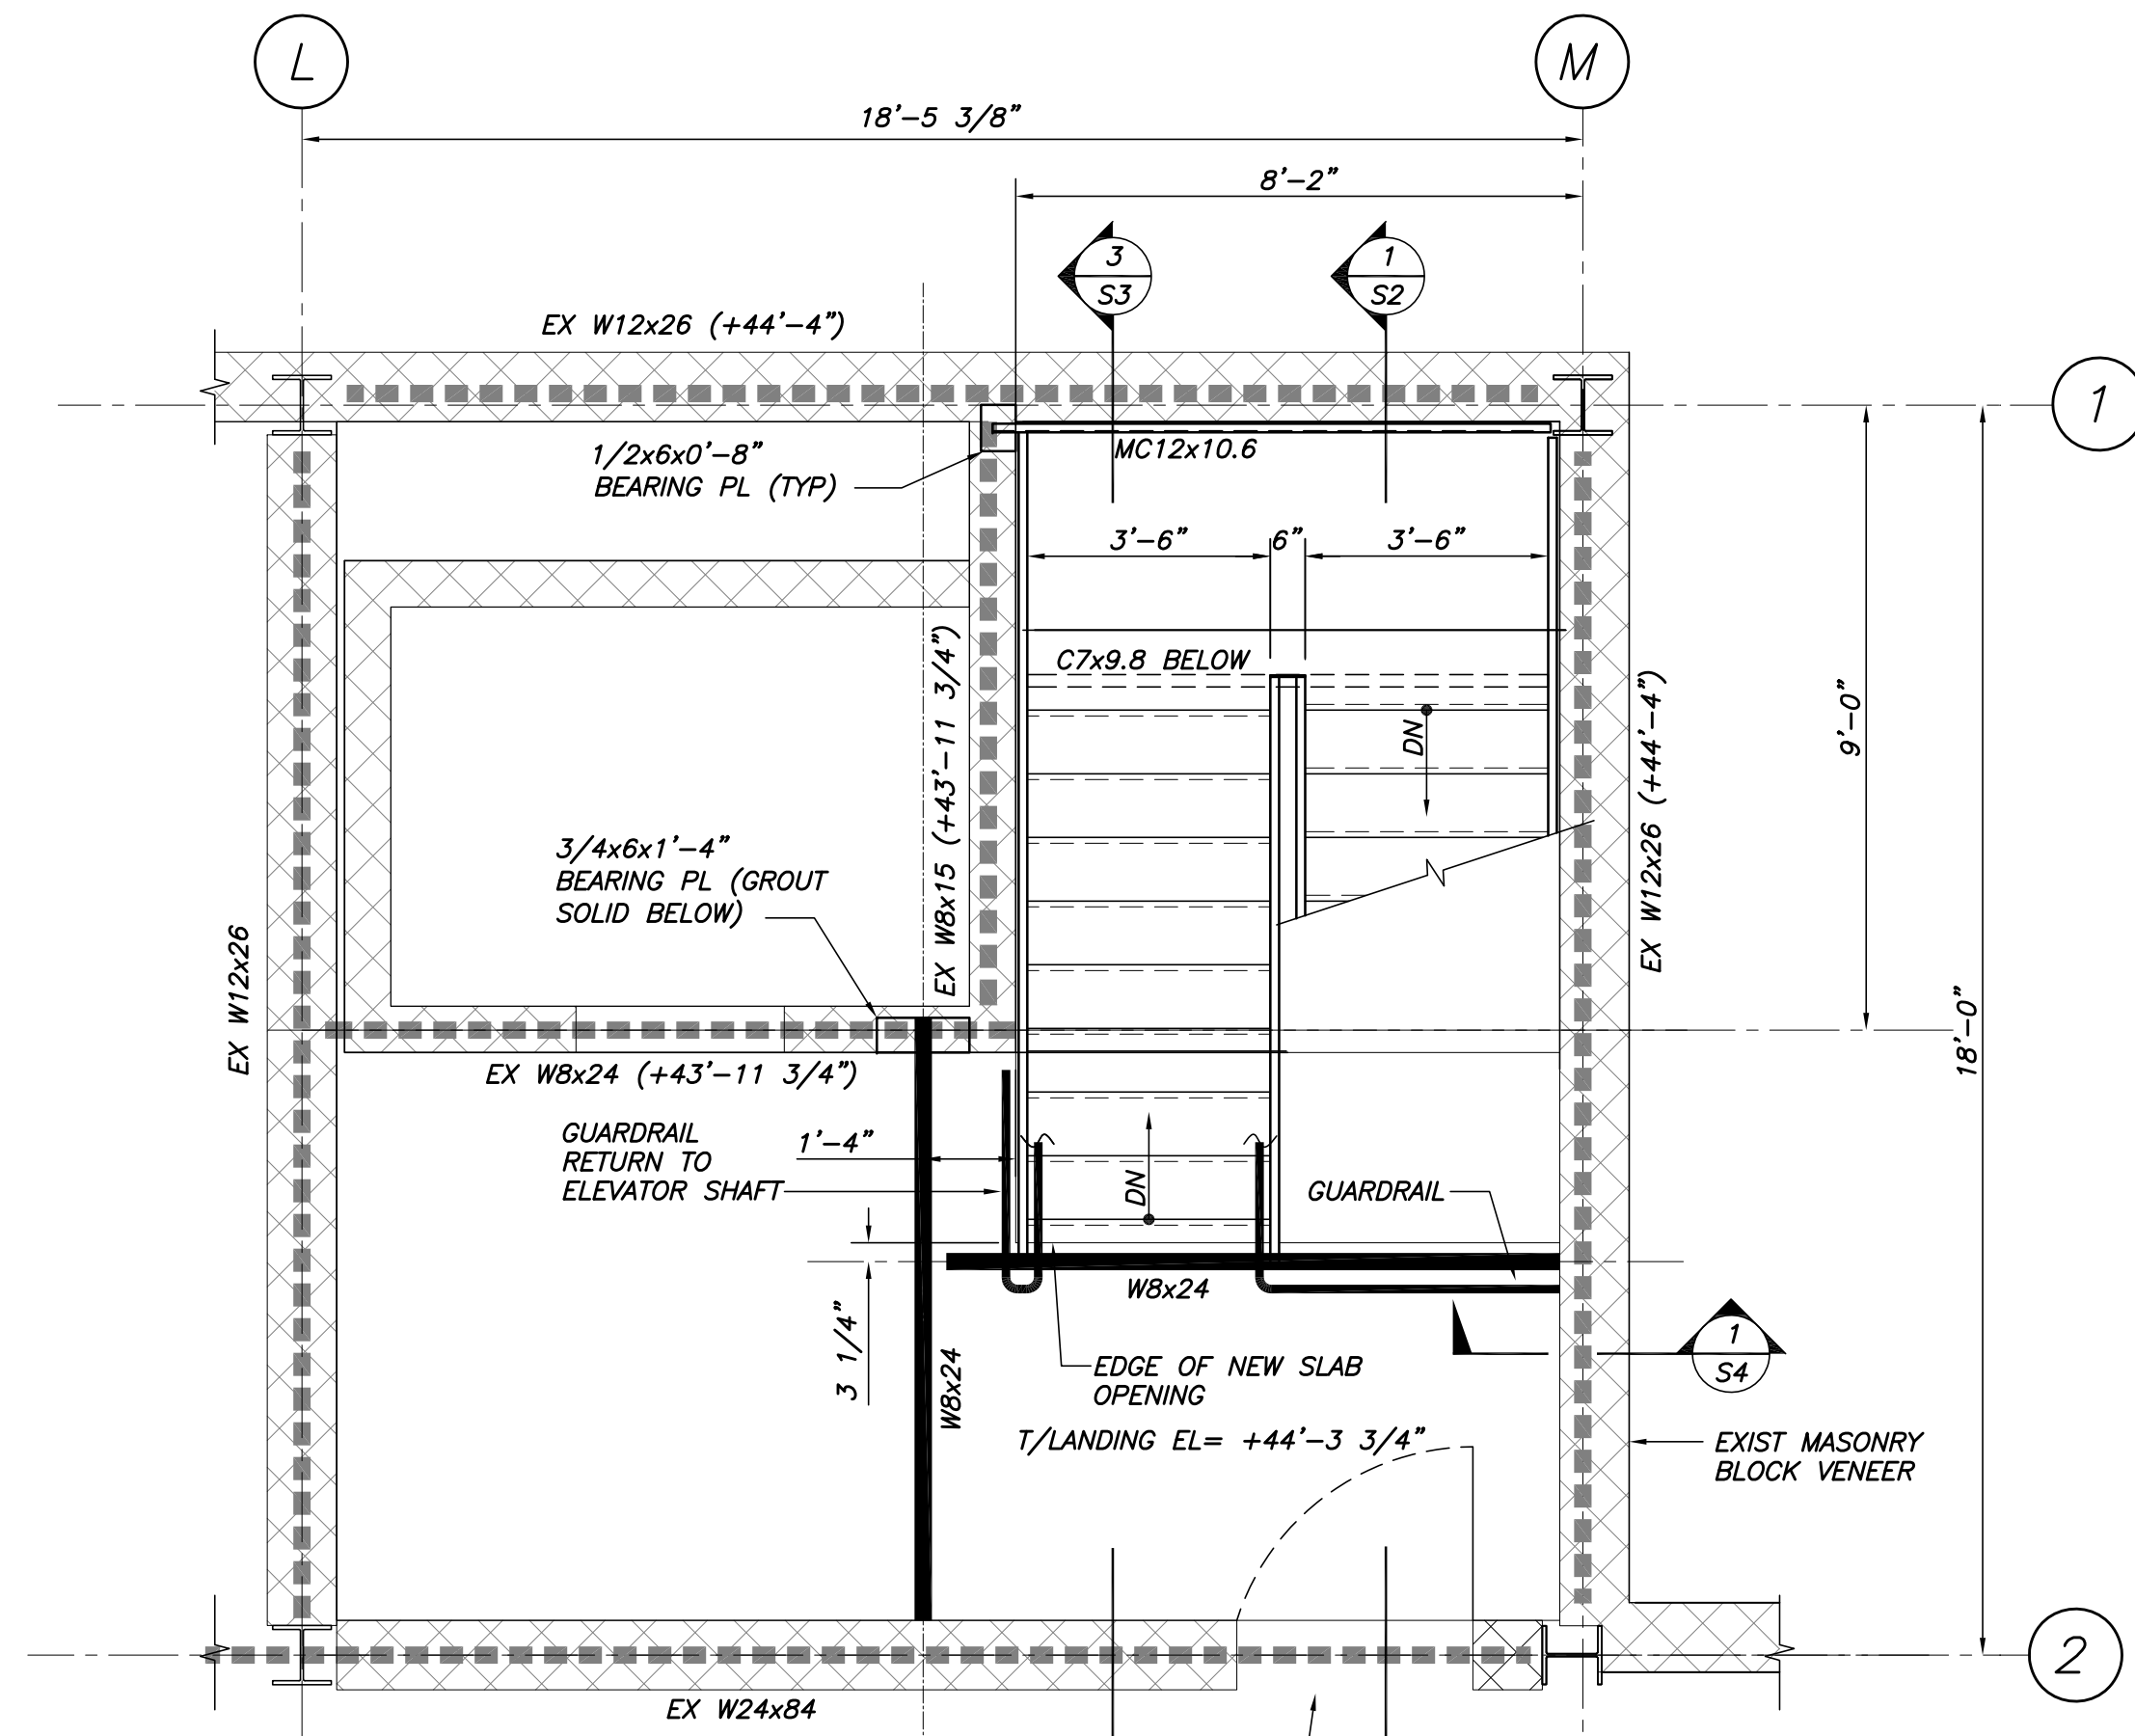 L
M
18'-5 3/8"
8'-2"
3
S3
1
S2
EX W12x26 (+44'-4")
1
1/2x6x0'-8"
BEARING PL (TYP)
MC12x10.6
3'-6"
6"
3'-6"
C7x9.8 BELOW
EX W8x15 (+43'-11 3/4")
DN
EX W12x26 (+44'-4")
9'-0"
18'-0"
3/4x6x1'-4"
BEARING PL (GROUT
SOLID BELOW)
EX W12x26
EX W8x24 (+43'-11 3/4")
GUARDRAIL
RETURN TO
ELEVATOR SHAFT
1'-4"
DN
GUARDRAIL
W8x24
3 1/4"
W8x24
EDGE OF NEW SLAB
OPENING
1
S4
T/LANDING EL= +44'-3 3/4"
EXIST MASONRY
BLOCK VENEER
2
EX W24x84